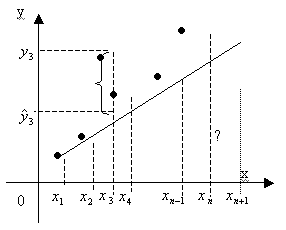 y
y₃
ŷ₃
?
x
0
x₁ x₂ x₃ x₄ xₙ₋₁ xₙ xₙ₊₁